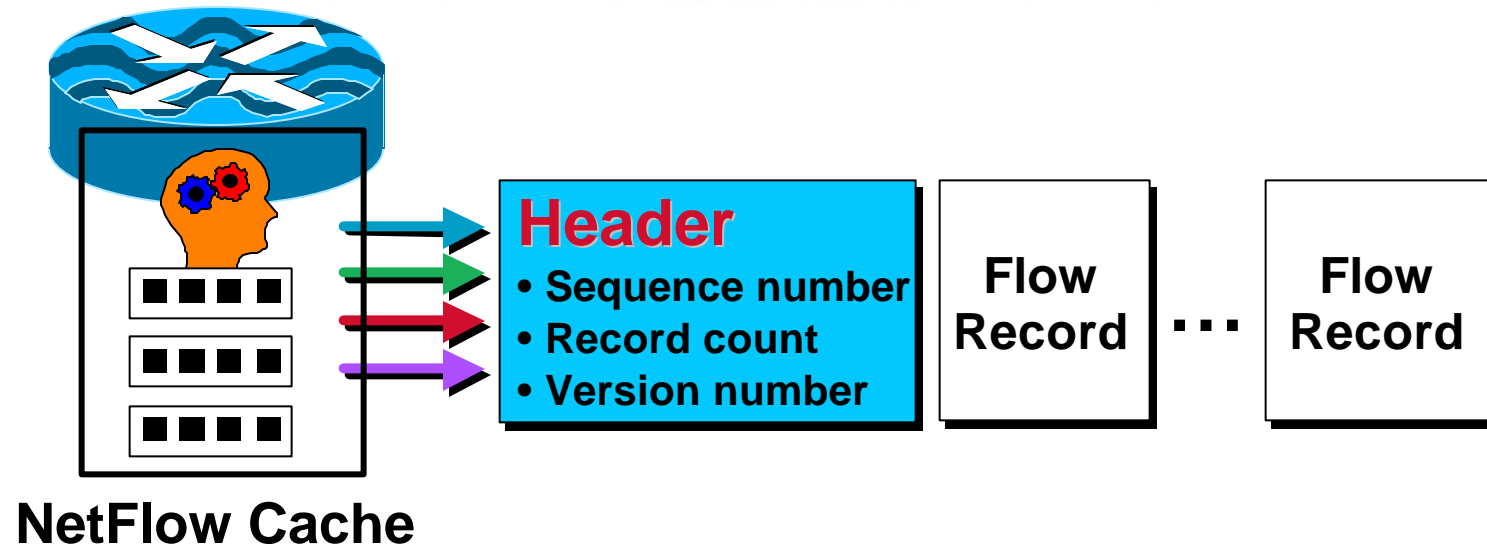 Header
• Sequence number
• Record count
• Version number
Flow
Record
...
Flow
Record
NetFlow Cache